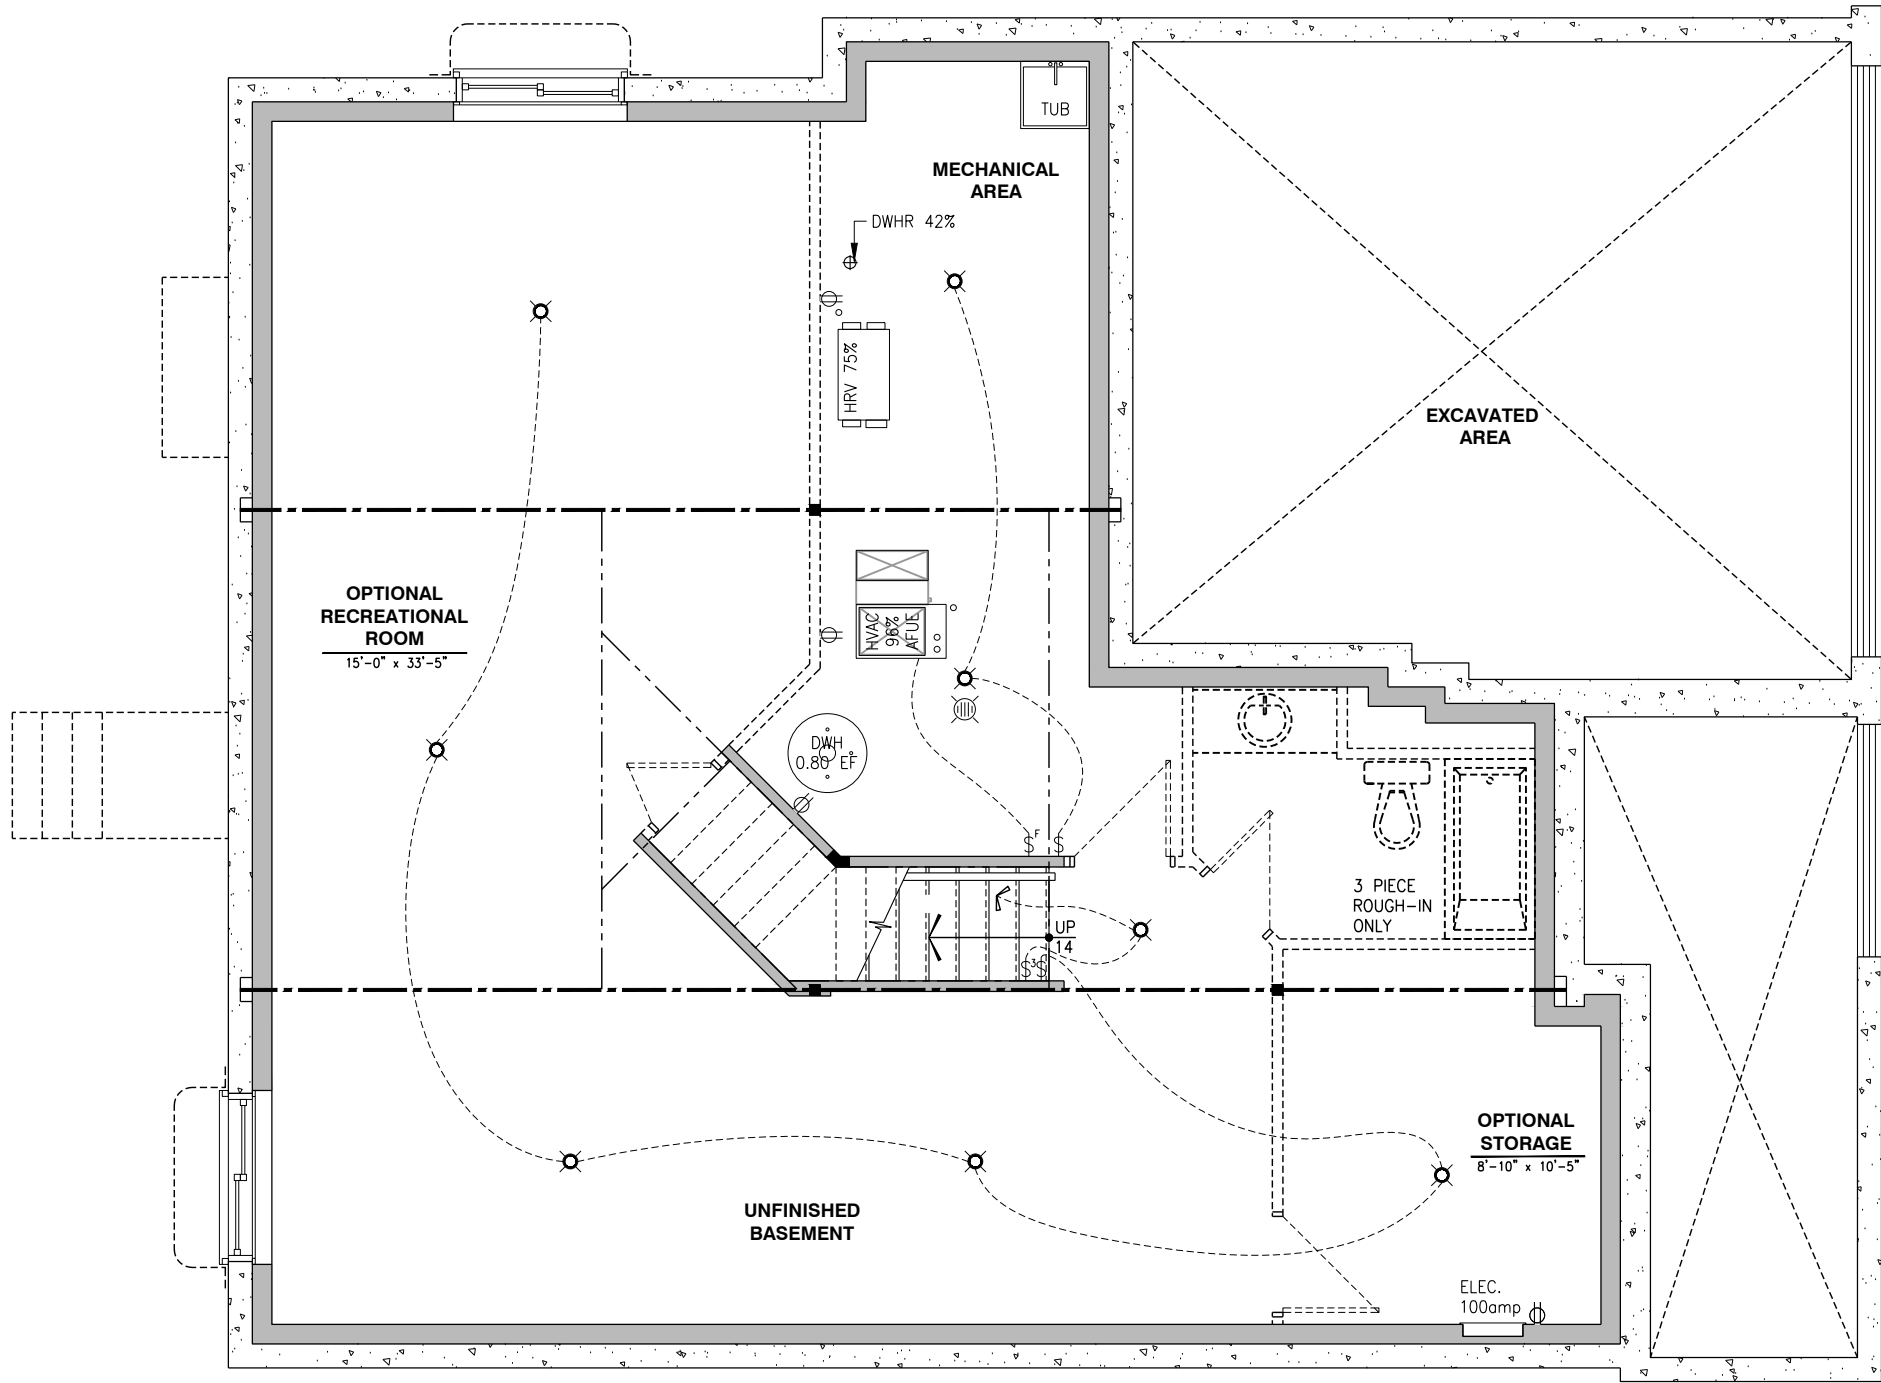 TUB
MECHANICAL
AREA
DWHR 42%
HRV 75%
EXCAVATED
AREA
OPTIONAL
RECREATIONAL
ROOM
15'-0" x 33'-5"
HVAC
96%
AFUE
DWH
0.80 EF
S F
S
3 PIECE
ROUGH-IN
ONLY
UP
14
S 3
S
OPTIONAL
STORAGE
8'-10" x 10'-5"
UNFINISHED
BASEMENT
ELEC.
100amp